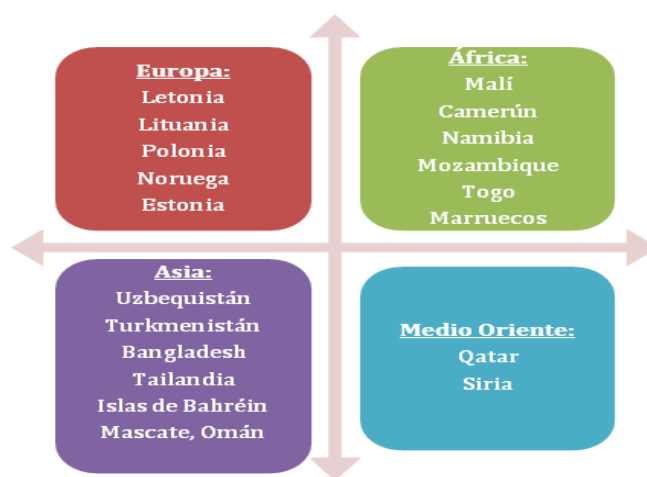 Europa:
Letonia
Lituania
Polonia
Noruega
Estonia
África:
Malí
Camerún
Namibia
Mozambique
Togo
Marruecos
Asia:
Uzbequistán
Turkmenistán
Bangladesh
Tailandia
Islas de Bahréin
Mascate, Omán
Medio Oriente:
Qatar
Siria